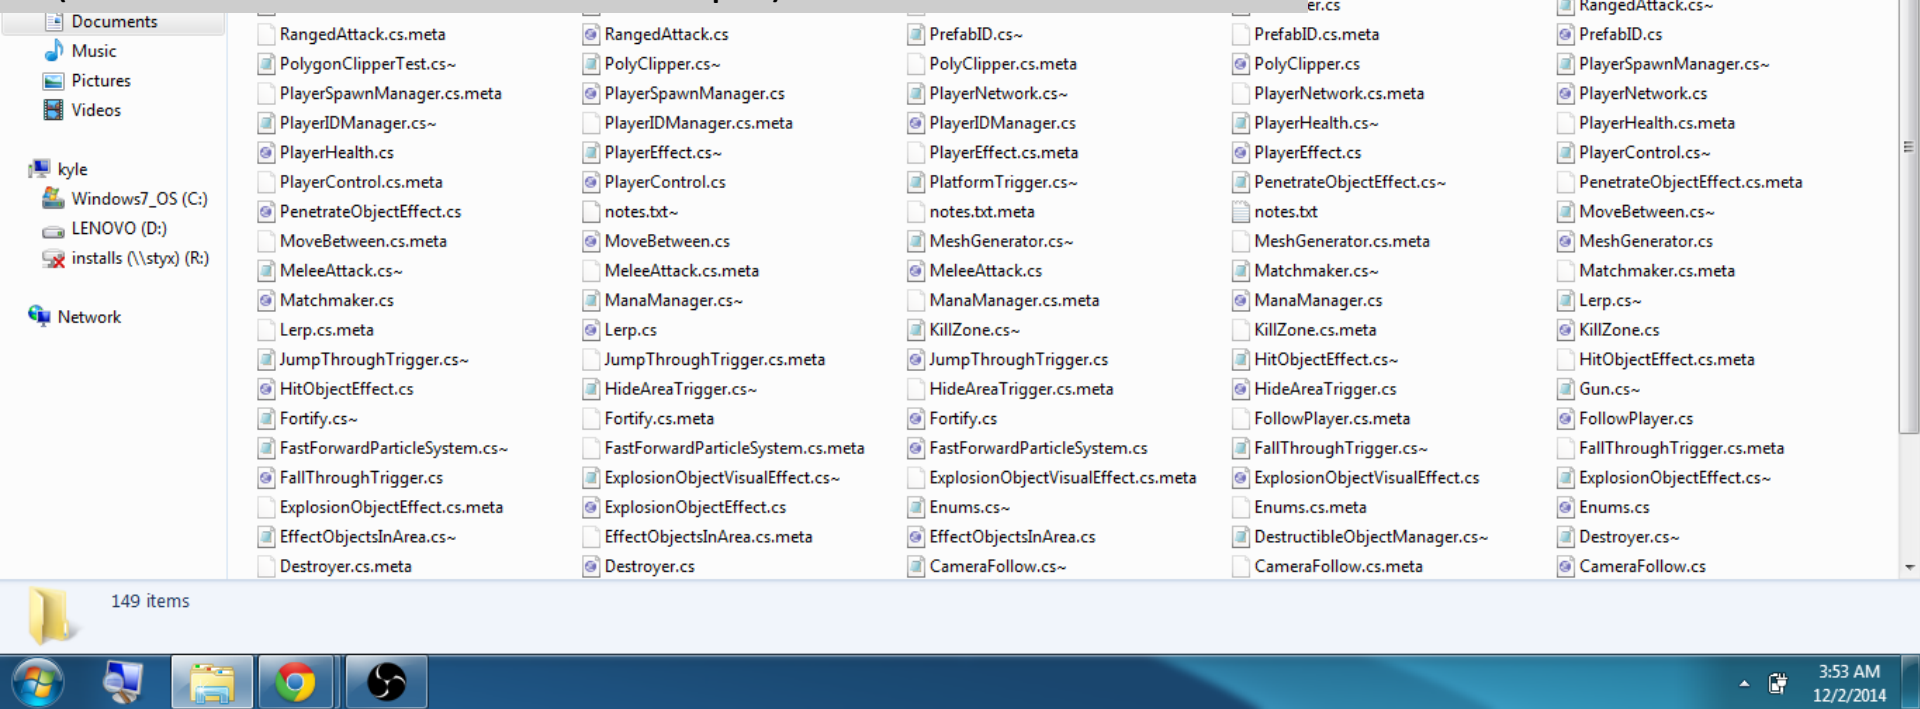 er.cs RangedAttack.cs~
Documents
RangedAttack.cs.meta RangedAttack.cs PrefabID.cs~ PrefabID.cs.meta PrefabID.cs
Music
PolygonClipperTest.cs~ PolyClipper.cs~ PolyClipper.cs.meta PolyClipper.cs PlayerSpawnManager.cs~
Pictures
PlayerSpawnManager.cs.meta PlayerSpawnManager.cs PlayerNetwork.cs~ PlayerNetwork.cs.meta PlayerNetwork.cs
Videos
PlayerIDManager.cs~ PlayerIDManager.cs.meta PlayerIDManager.cs PlayerHealth.cs~ PlayerHealth.cs.meta
PlayerHealth.cs PlayerEffect.cs~ PlayerEffect.cs.meta PlayerEffect.cs PlayerControl.cs~
kyle
PlayerControl.cs.meta PlayerControl.cs PlatformTrigger.cs~ PenetrateObjectEffect.cs~ PenetrateObjectEffect.cs.meta
Windows7_OS (C:)
PenetrateObjectEffect.cs notes.txt~ notes.txt.meta notes.txt MoveBetween.cs~
LENOVO (D:)
MoveBetween.cs.meta MoveBetween.cs MeshGenerator.cs~ MeshGenerator.cs.meta MeshGenerator.cs
installs (\\styx) (R:)
MeleeAttack.cs~ MeleeAttack.cs.meta MeleeAttack.cs Matchmaker.cs~ Matchmaker.cs.meta
Matchmaker.cs ManaManager.cs~ ManaManager.cs.meta ManaManager.cs Lerp.cs~
Network
Lerp.cs.meta Lerp.cs KillZone.cs~ KillZone.cs.meta KillZone.cs
JumpThroughTrigger.cs~ JumpThroughTrigger.cs.meta JumpThroughTrigger.cs HitObjectEffect.cs~ HitObjectEffect.cs.meta
HitObjectEffect.cs HideAreaTrigger.cs~ HideAreaTrigger.cs.meta HideAreaTrigger.cs Gun.cs~
Fortify.cs~ Fortify.cs.meta Fortify.cs FollowPlayer.cs.meta FollowPlayer.cs
FastForwardParticleSystem.cs~ FastForwardParticleSystem.cs.meta FastForwardParticleSystem.cs FallThroughTrigger.cs~ FallThroughTrigger.cs.meta
FallThroughTrigger.cs ExplosionObjectVisualEffect.cs~ ExplosionObjectVisualEffect.cs.meta ExplosionObjectVisualEffect.cs ExplosionObjectEffect.cs~
ExplosionObjectEffect.cs.meta ExplosionObjectEffect.cs Enums.cs~ Enums.cs.meta Enums.cs
EffectObjectsInArea.cs~ EffectObjectsInArea.cs.meta EffectObjectsInArea.cs DestructibleObjectManager.cs~ Destroyer.cs~
Destroyer.cs.meta Destroyer.cs CameraFollow.cs~ CameraFollow.cs.meta CameraFollow.cs
149 items
3:53 AM
12/2/2014